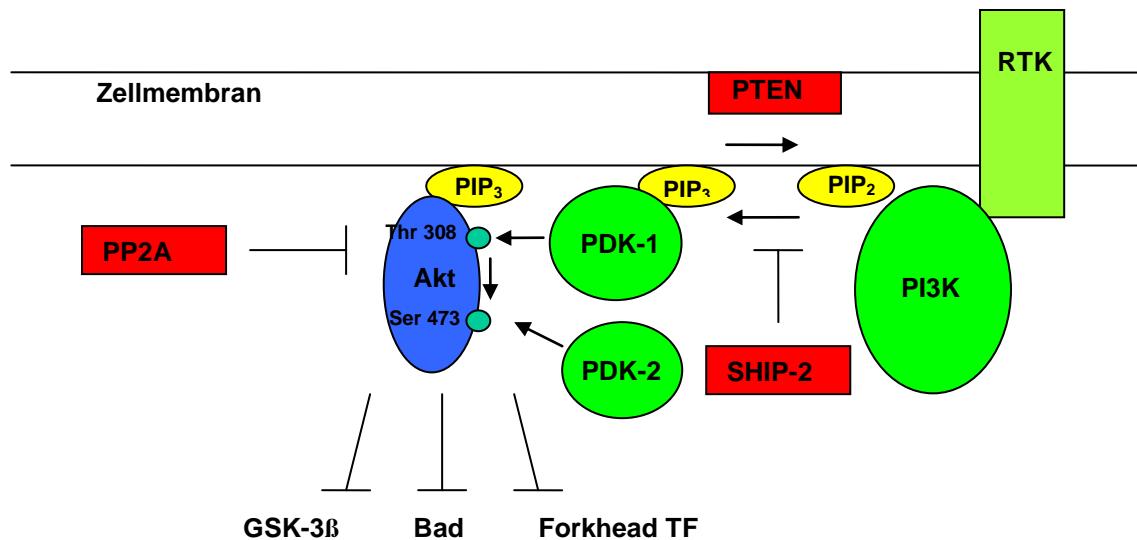 RTK
Zellmembran
PTEN
PIP₃
PIP₃
PIP₂
Thr 308
PP2A
PDK-1
Akt
PI3K
Ser 473
PDK-2
SHIP-2
GSK-3ß
Bad
Forkhead TF